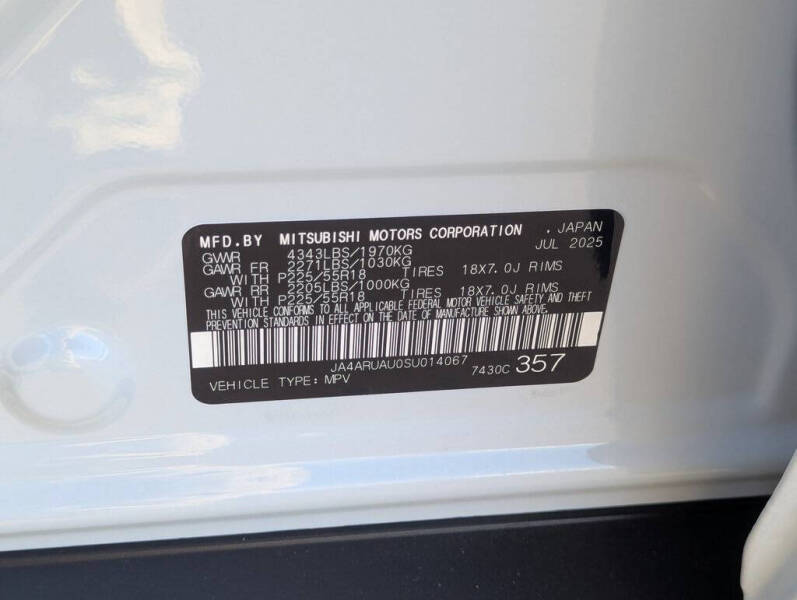 MFD.BY MITSUBISHI MOTORS CORPORATION , JAPAN
GVWR 4343LBS/1970KG JUL 2025
GAWR FR 2271LBS/1030KG
WITH P225/55R18 TIRES 18X7.0J RIMS
GAWR RR 2205LBS/1000KG
WITH P225/55R18 TIRES 18X7.0J RIMS
THIS VEHICLE CONFORMS TO ALL APPLICABLE FEDERAL MOTOR VEHICLE SAFETY AND THEFT
PREVENTION STANDARDS IN EFFECT ON THE DATE OF MANUFACTURE SHOWN ABOVE.
JA4ARUAU0SU014067
VEHICLE TYPE: MPV 7430C 357